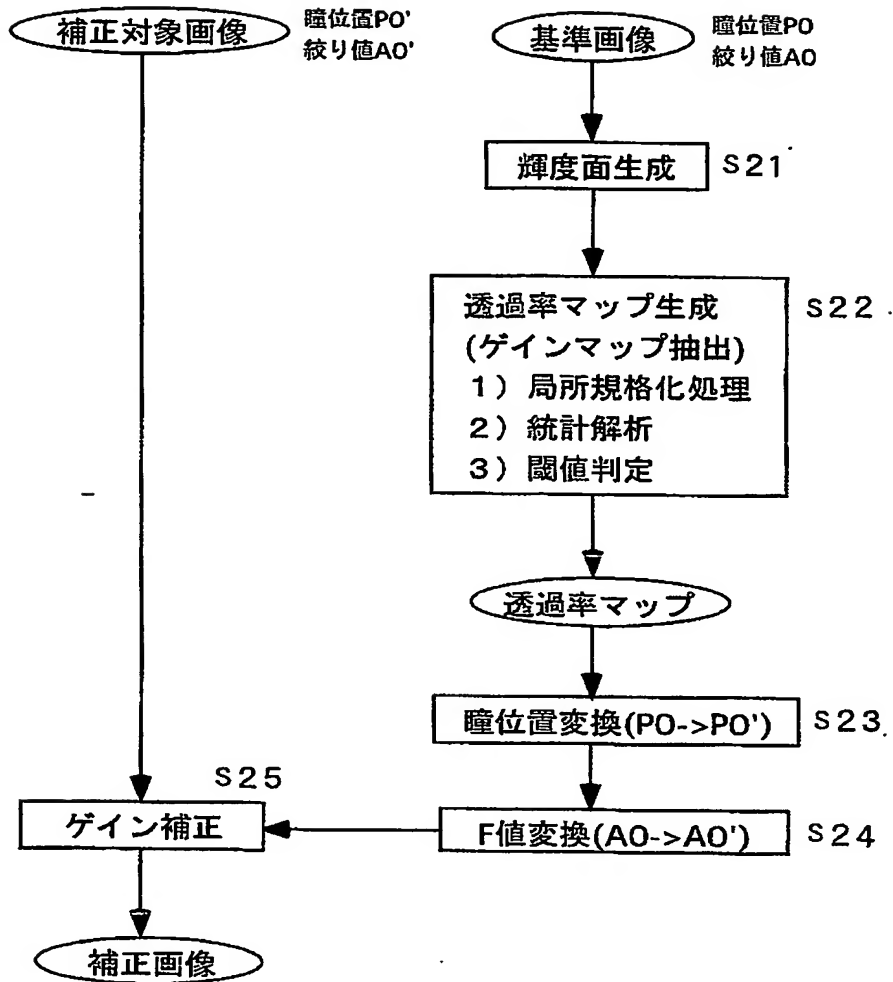 補正対象画像
瞳位置PO'
絞り値AO'
基準画像
瞳位置PO
絞り値AO
輝度面生成
S21
透過率マップ生成
(ゲインマップ抽出)
1)局所規格化処理
2)統計解析
3)閾値判定
S22
透過率マップ
瞳位置変換(PO->PO')
S23
S25
ゲイン補正
F値変換(AO->AO')
S24
補正画像